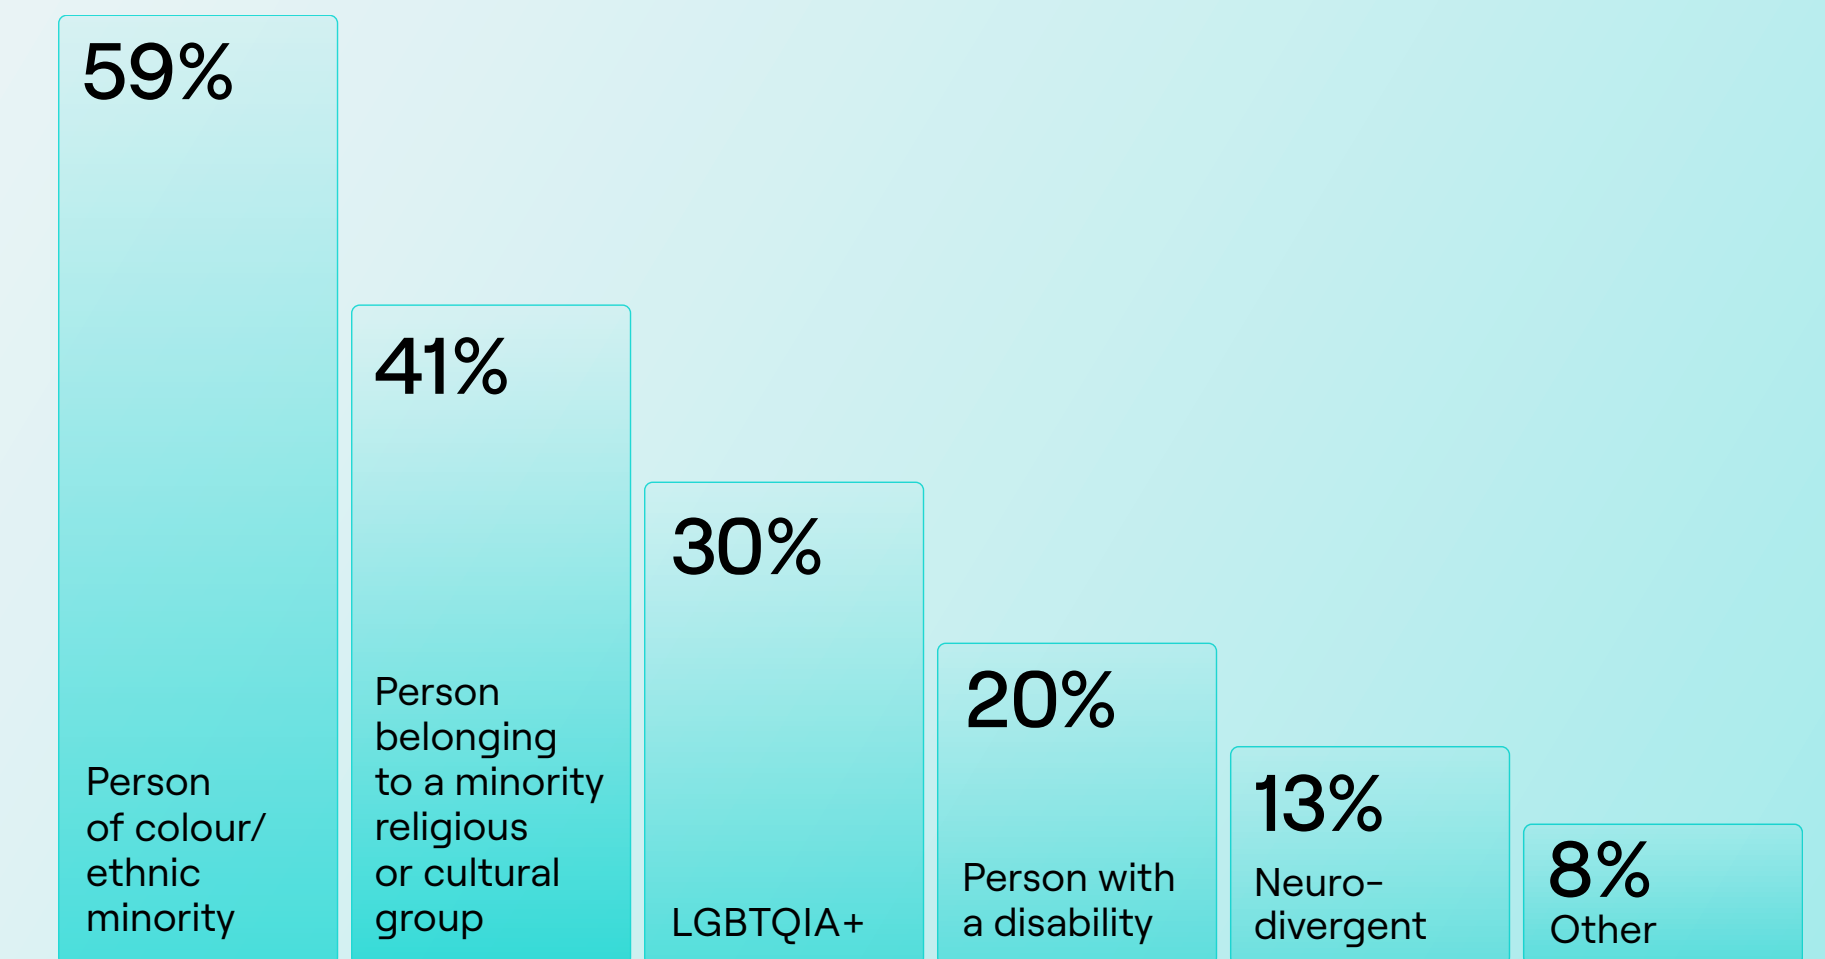 59%
Person
of colour/
ethnic
minority
41%
Person
belonging
to a minority
religious
or cultural
group
30%
LGBTQIA+
20%
Person with
a disability
13%
Neuro-
divergent
8%
Other